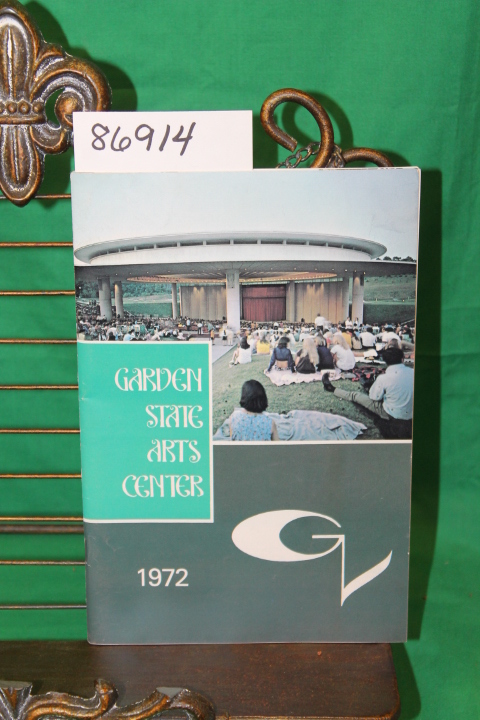 86914
GARDEN
STATE
ARTS
CENTER
1972